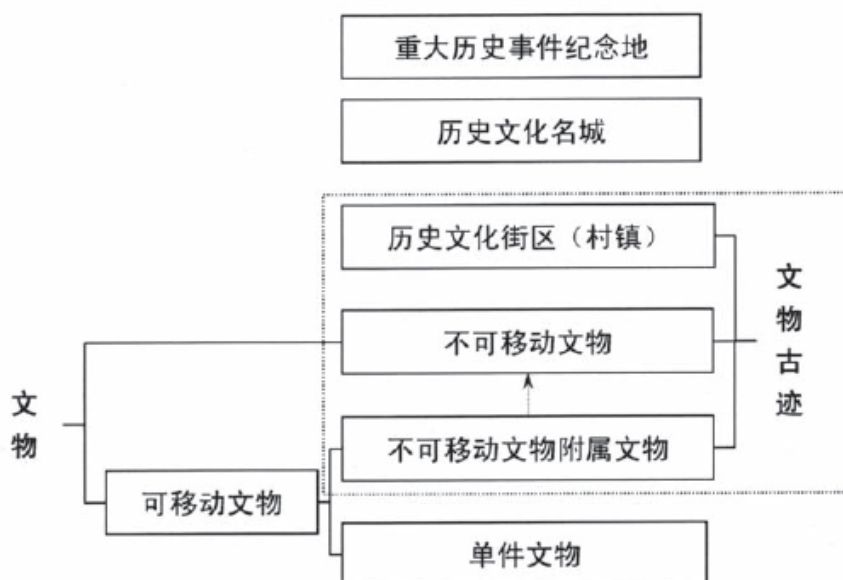 重大历史事件纪念地
历史文化名城
历史文化街区（村镇）
不可移动文物
文物古迹
文物
不可移动文物附属文物
可移动文物
单件文物